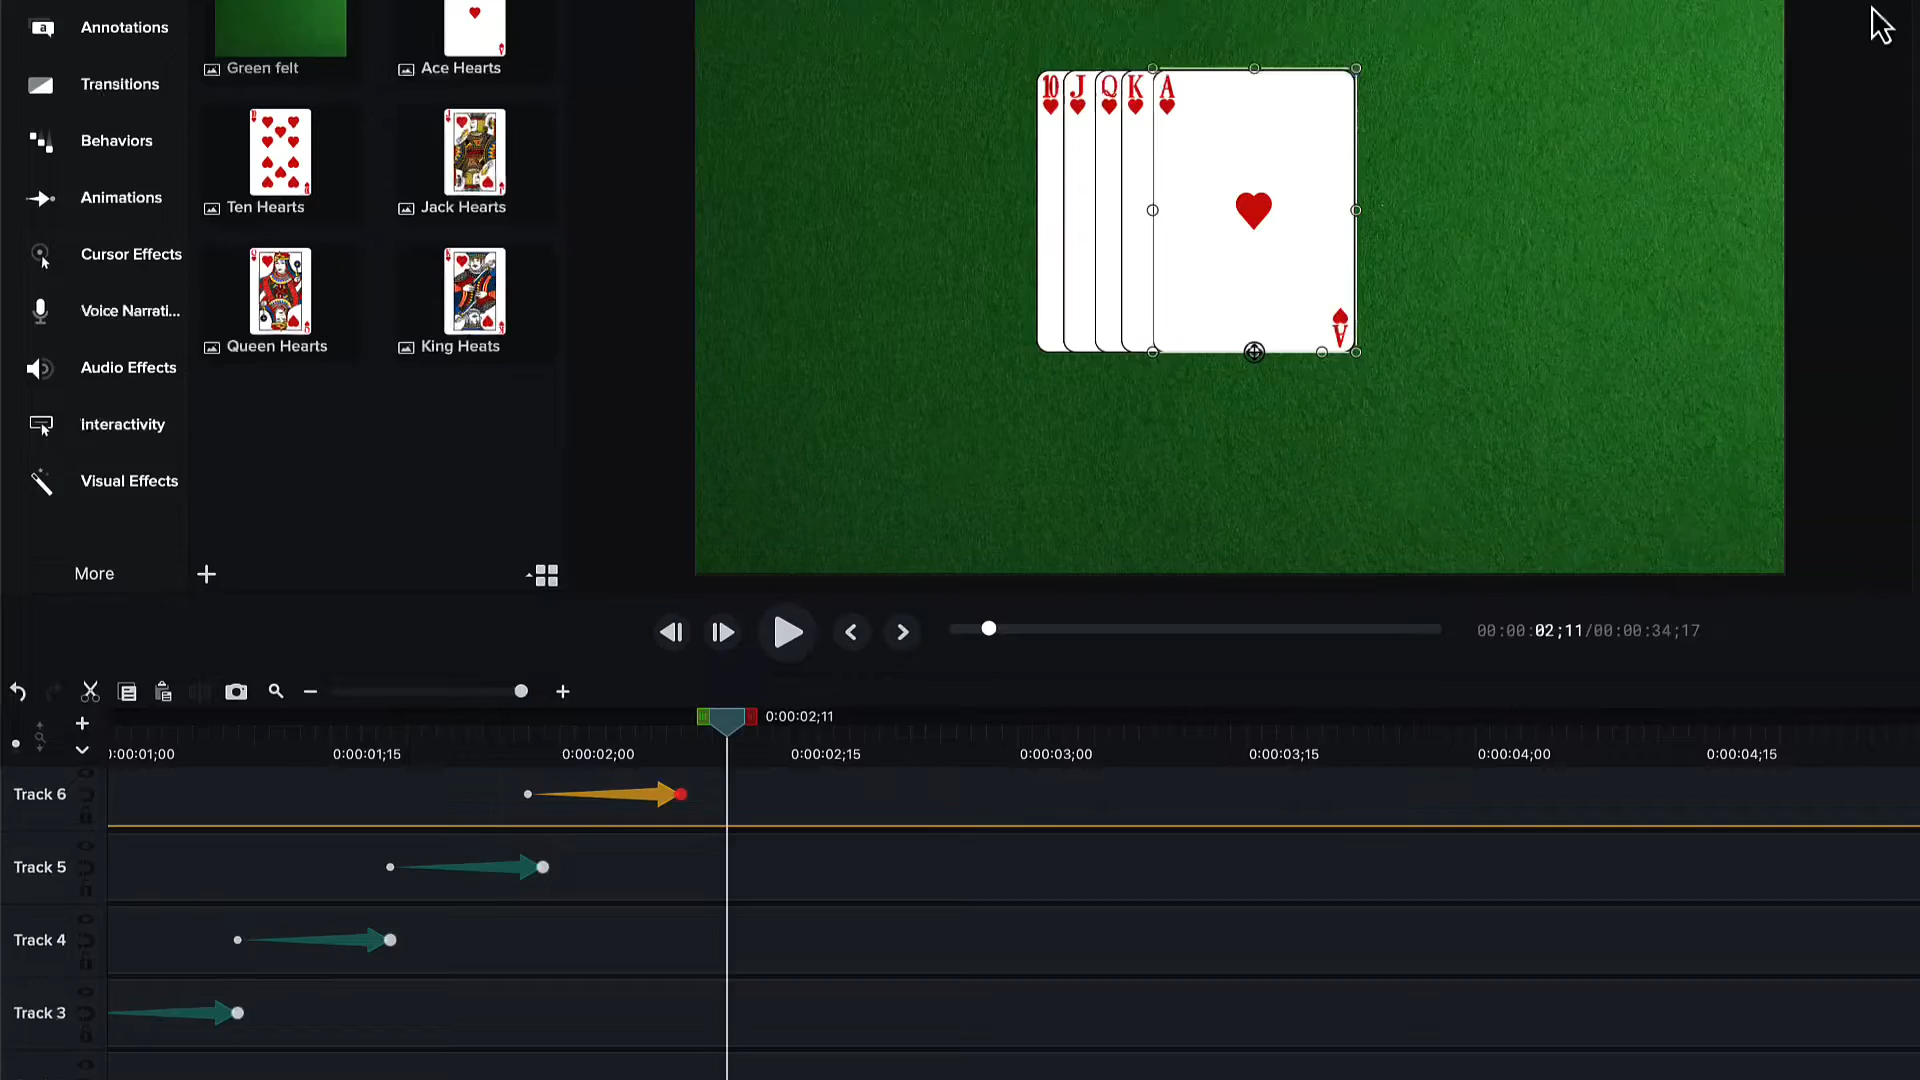 Annotations
Transitions
Behaviors
Animations
Cursor Effects
Voice Narrati...
Audio Effects
Interactivity
Visual Effects
More
Green felt
Ace Hearts
Ten Hearts
Jack Hearts
Queen Hearts
King Heats
10 J Q K A
A
00:00:02;11/00:00:34;17
0:00:02;11
0:00:01;00 0:00:01;15 0:00:02;00 0:00:02;15 0:00:03;00 0:00:03;15 0:00:04;00 0:00:04;15
Track 6
Track 5
Track 4
Track 3